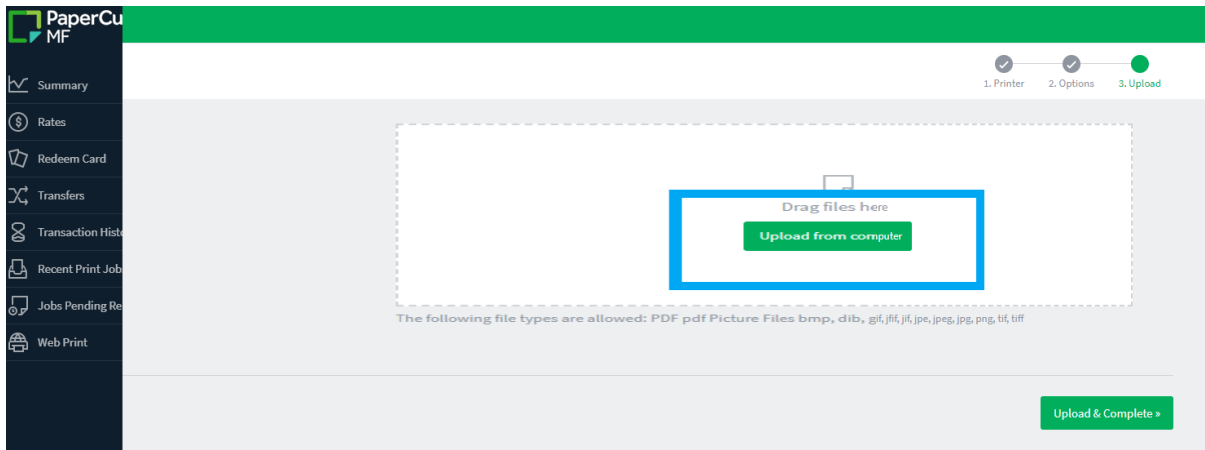 PaperCu
MF
Summary
Rates
Redeem Card
Transfers
Transaction Histo
Recent Print Job
Jobs Pending Re
Web Print
1. Printer
2. Options
3. Upload
Drag files here
Upload from computer
The following file types are allowed: PDF pdf Picture Files bmp, dib, gif, jfif, jif, jpe, jpeg, jpg, png, tif, tiff
Upload & Complete »